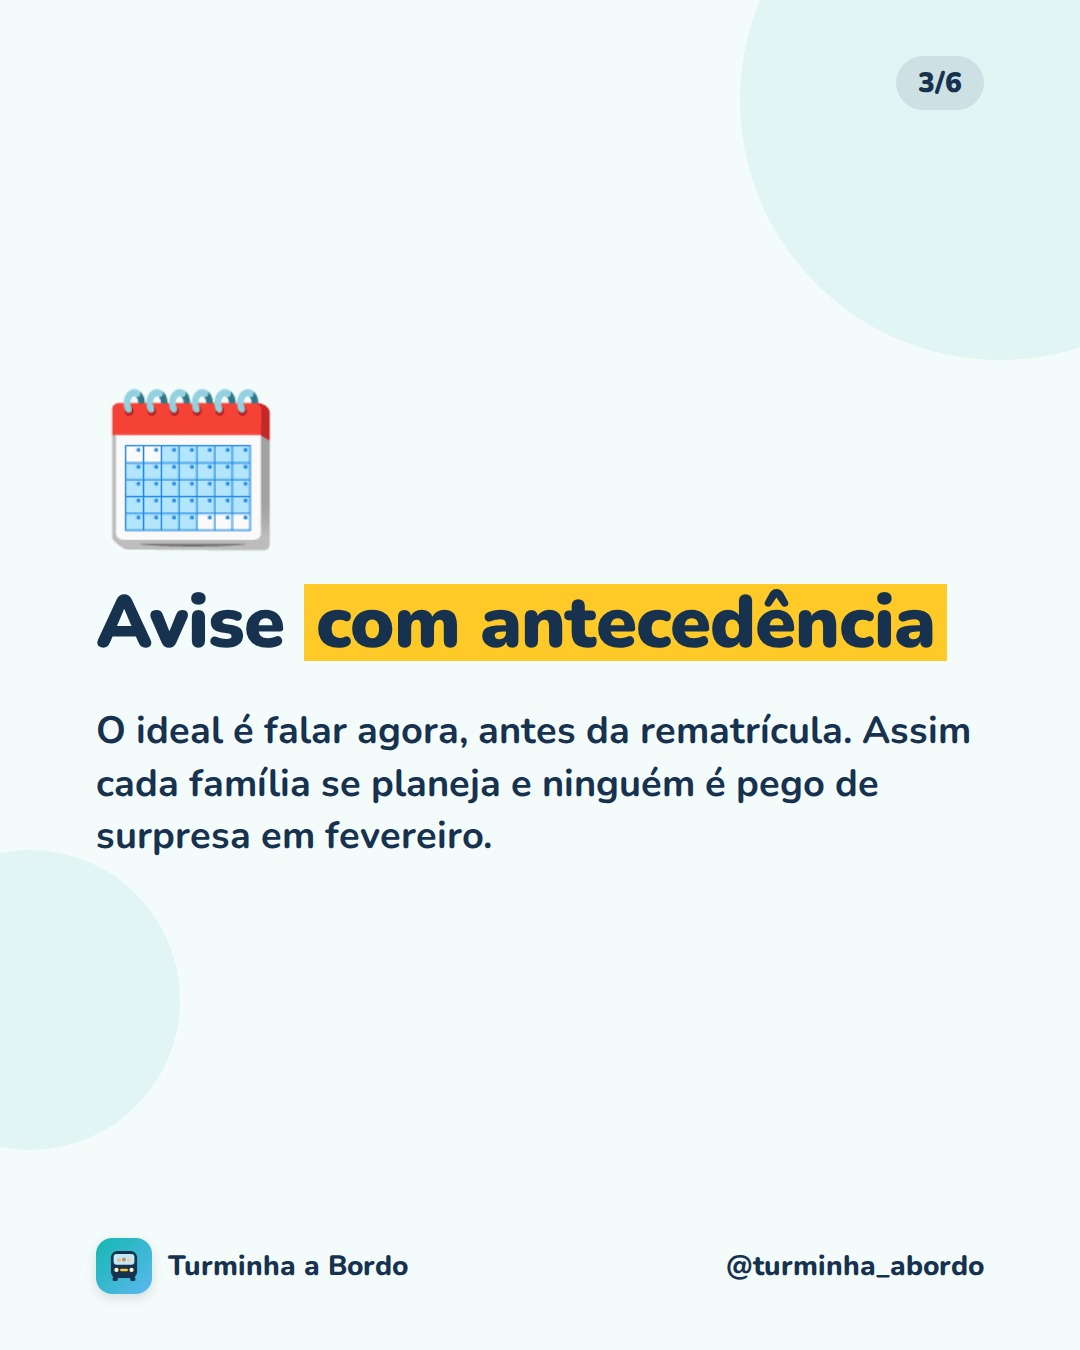 3/6
Avise com antecedência
O ideal é falar agora, antes da rematrícula. Assim
cada família se planeja e ninguém é pego de
surpresa em fevereiro.
Turminha a Bordo
@turminha_abordo